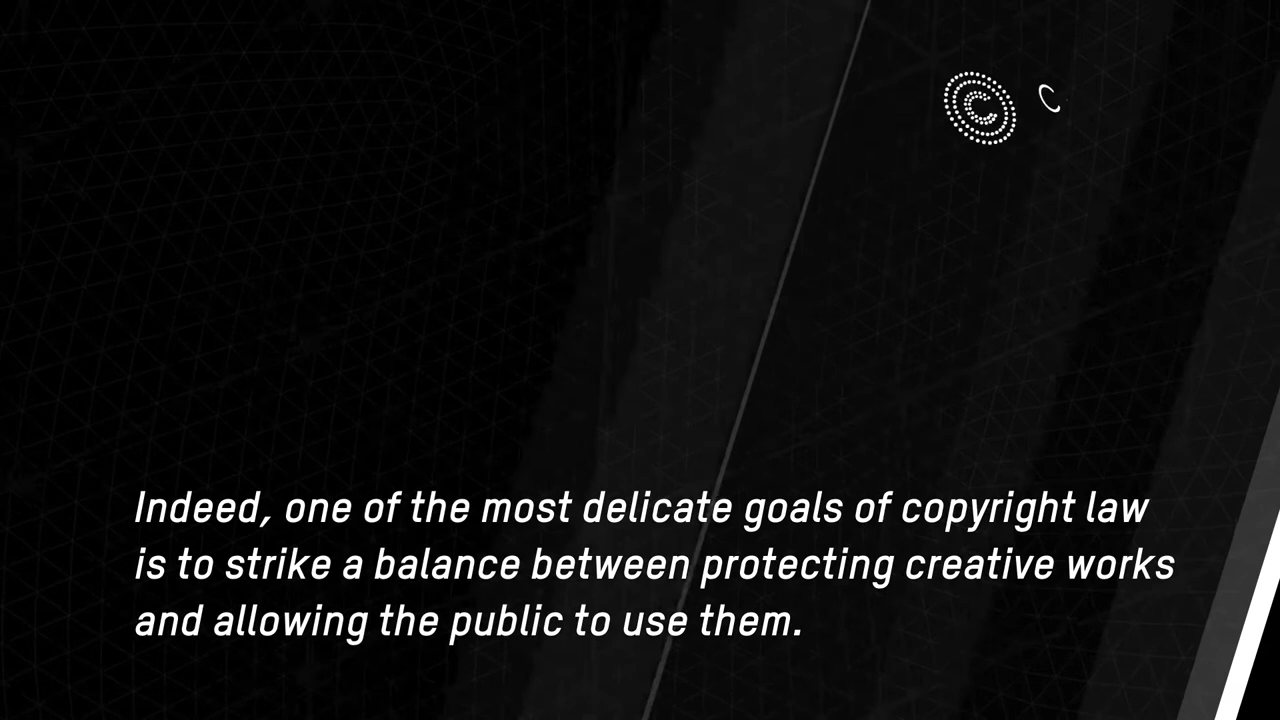 Indeed, one of the most delicate goals of copyright law
is to strike a balance between protecting creative works
and allowing the public to use them.